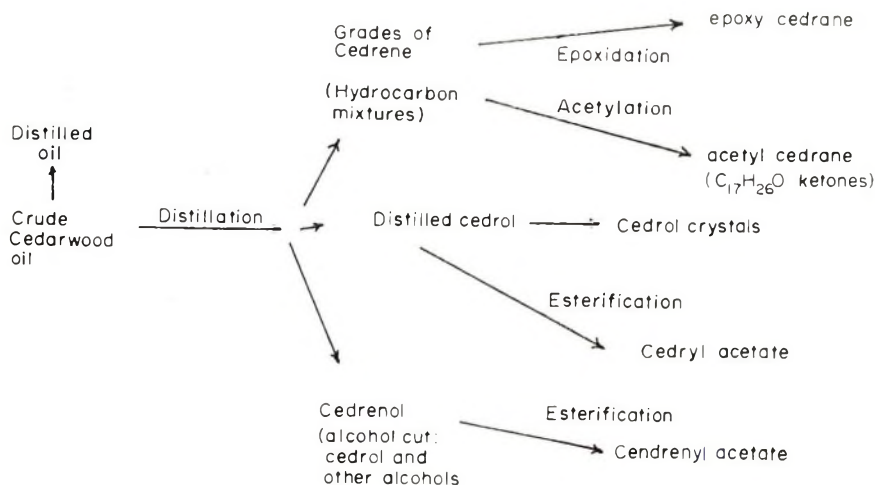 Grades of
Cedrene
(Hydrocarbon
mixtures)
Epoxidation
epoxy cedrane
Acetylation
acetyl cedrane
(C₁₇H₂₆O ketones)
Distilled
oil
Crude
Cedarwood
oil
Distillation
Distilled cedrol
Cedrol crystals
Esterification
Cedryl acetate
Cedrenol
(alcohol cut:
cedrol and
other alcohols
Esterification
Cendrenyl acetate